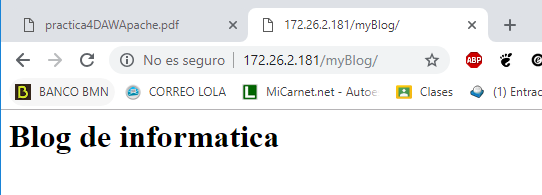 practica4DAWApache.pdf
172.26.2.181/myBlog/
No es seguro
172.26.2.181/myBlog/
ABP
BANCO BMN
CORREO LOLA
MiCarnet.net - Autoe
Clases
(1) Entrac
Blog de informatica